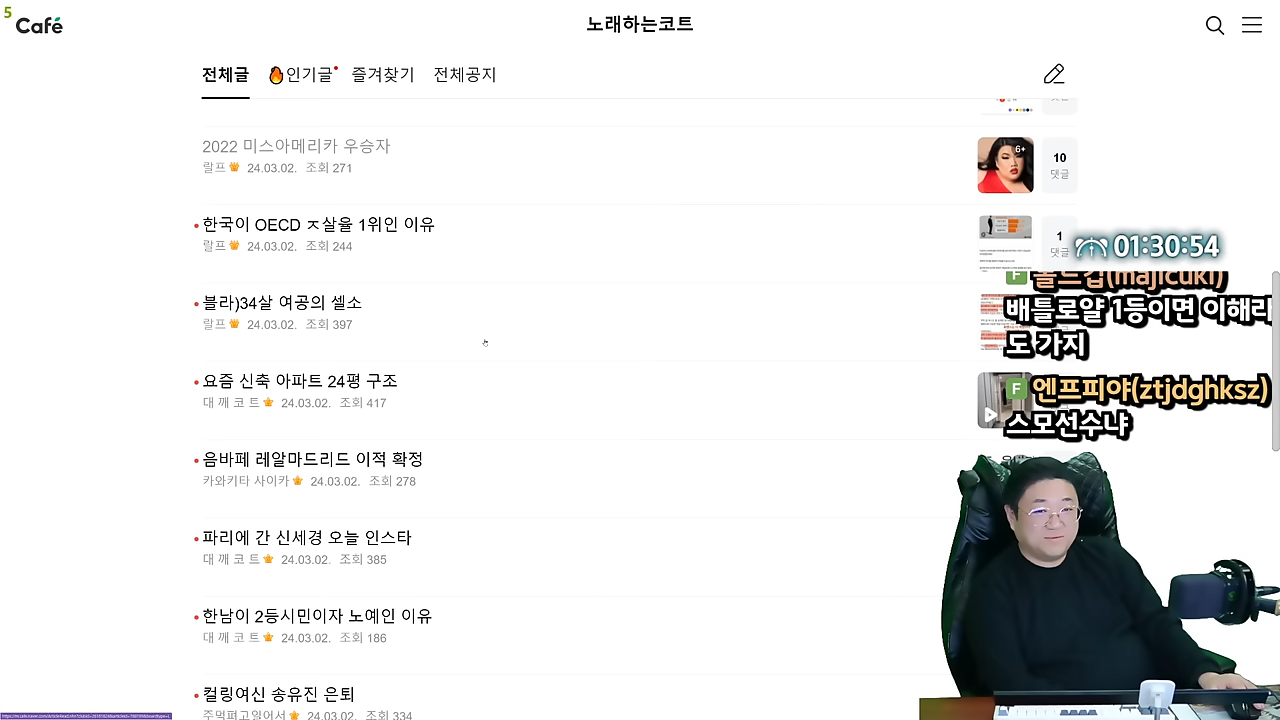 5
Café
노래하는코트
전체글 🔥인기글 즐겨찾기 전체공지
2022 미스아메리카 우승자
랄프 24.03.02. 조회 271
6+
10
댓글
한국이 OECD ㅈ살율 1위인 이유
랄프 24.03.02. 조회 244
1
댓글
01:30:54
블라)34살 여자의 결소
랄프 24.03.02. 조회 397
F 올드컵(majicuki)
배틀로얄 1등이면 이해라
도 가지
요즘 신축 아파트 24평 구조
대 깨 코 트 24.03.02. 조회 417
F 엔프피야(ztjdghksz)
스모선수냐
음바페 레알마드리드 이적 확정
카와키타 사이카 24.03.02. 조회 278
파리에 간 신세경 오늘 인스타
대 깨 코 트 24.03.02. 조회 385
한남이 2등시민이자 노예인 이유
대 깨 코 트 24.03.02. 조회 186
컬링여신 송유진 은퇴